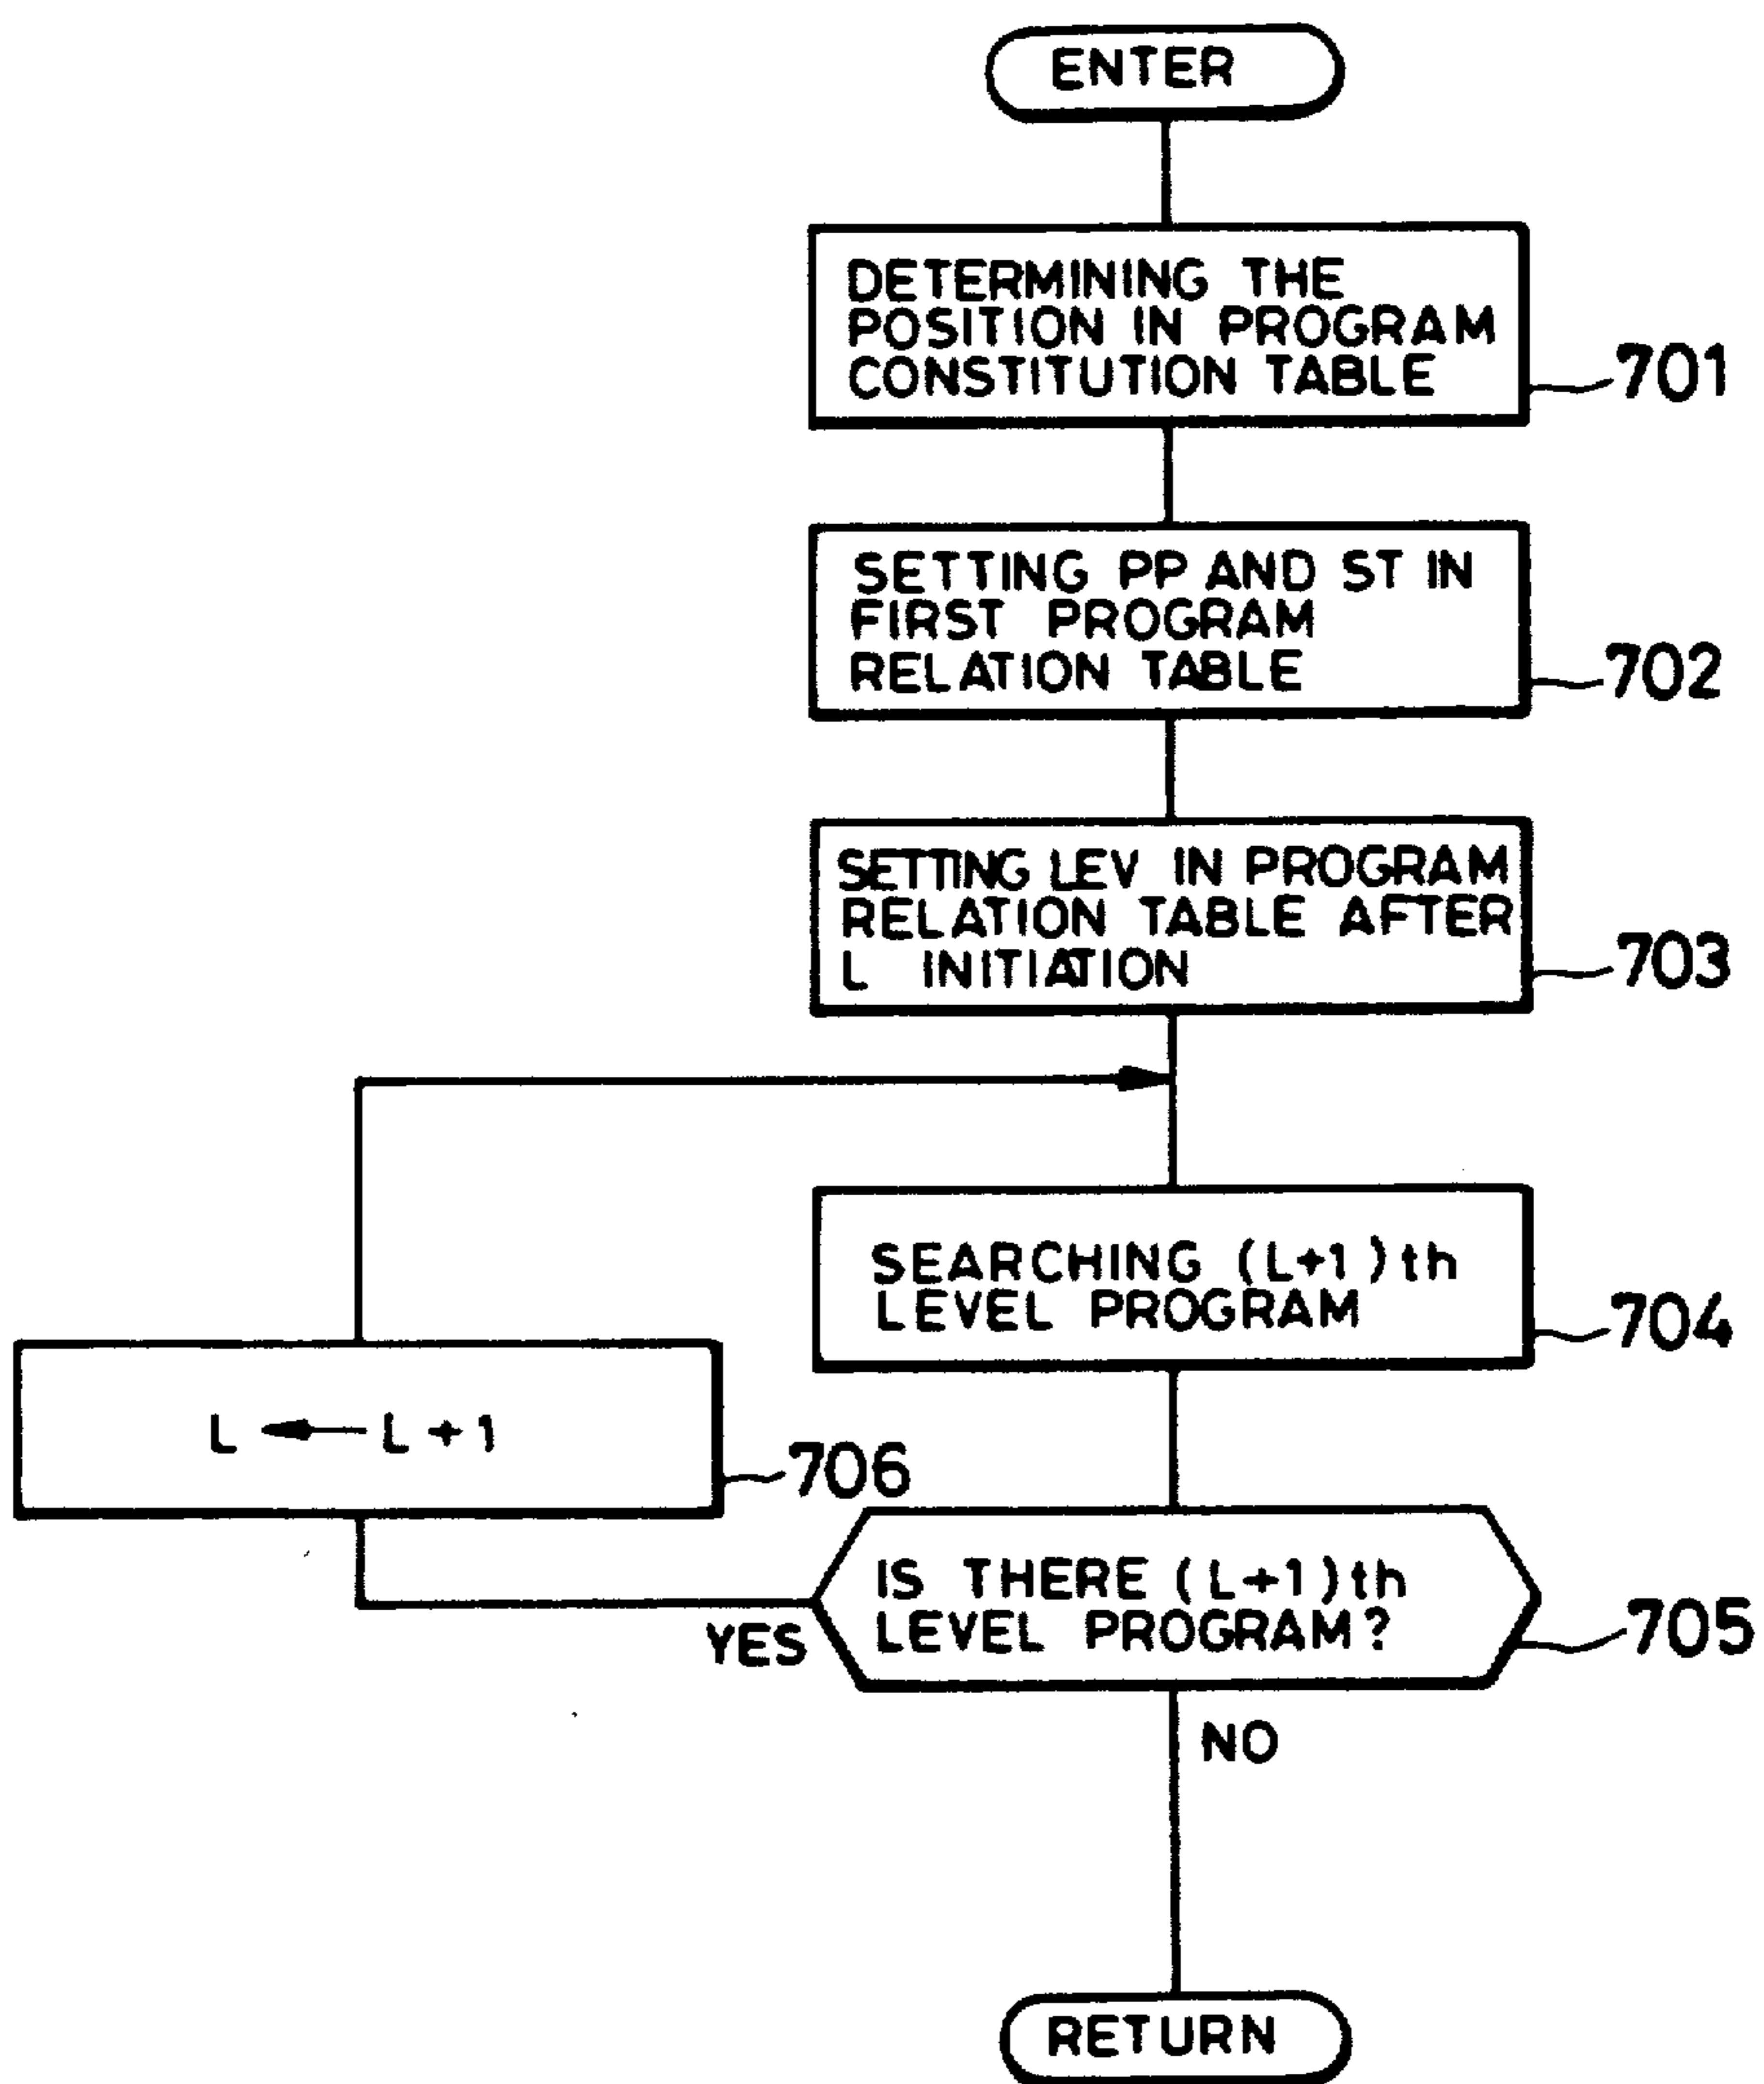 ENTER
DETERMINING THE
POSITION IN PROGRAM
CONSTITUTION TABLE
701
SETTING PP AND ST IN
FIRST PROGRAM
RELATION TABLE
702
SETTING LEV IN PROGRAM
RELATION TABLE AFTER
L INITIATION
703
SEARCHING (L+1)th
LEVEL PROGRAM
704
L ← L+1
706
IS THERE (L+1)th
LEVEL PROGRAM?
705
YES
NO
RETURN